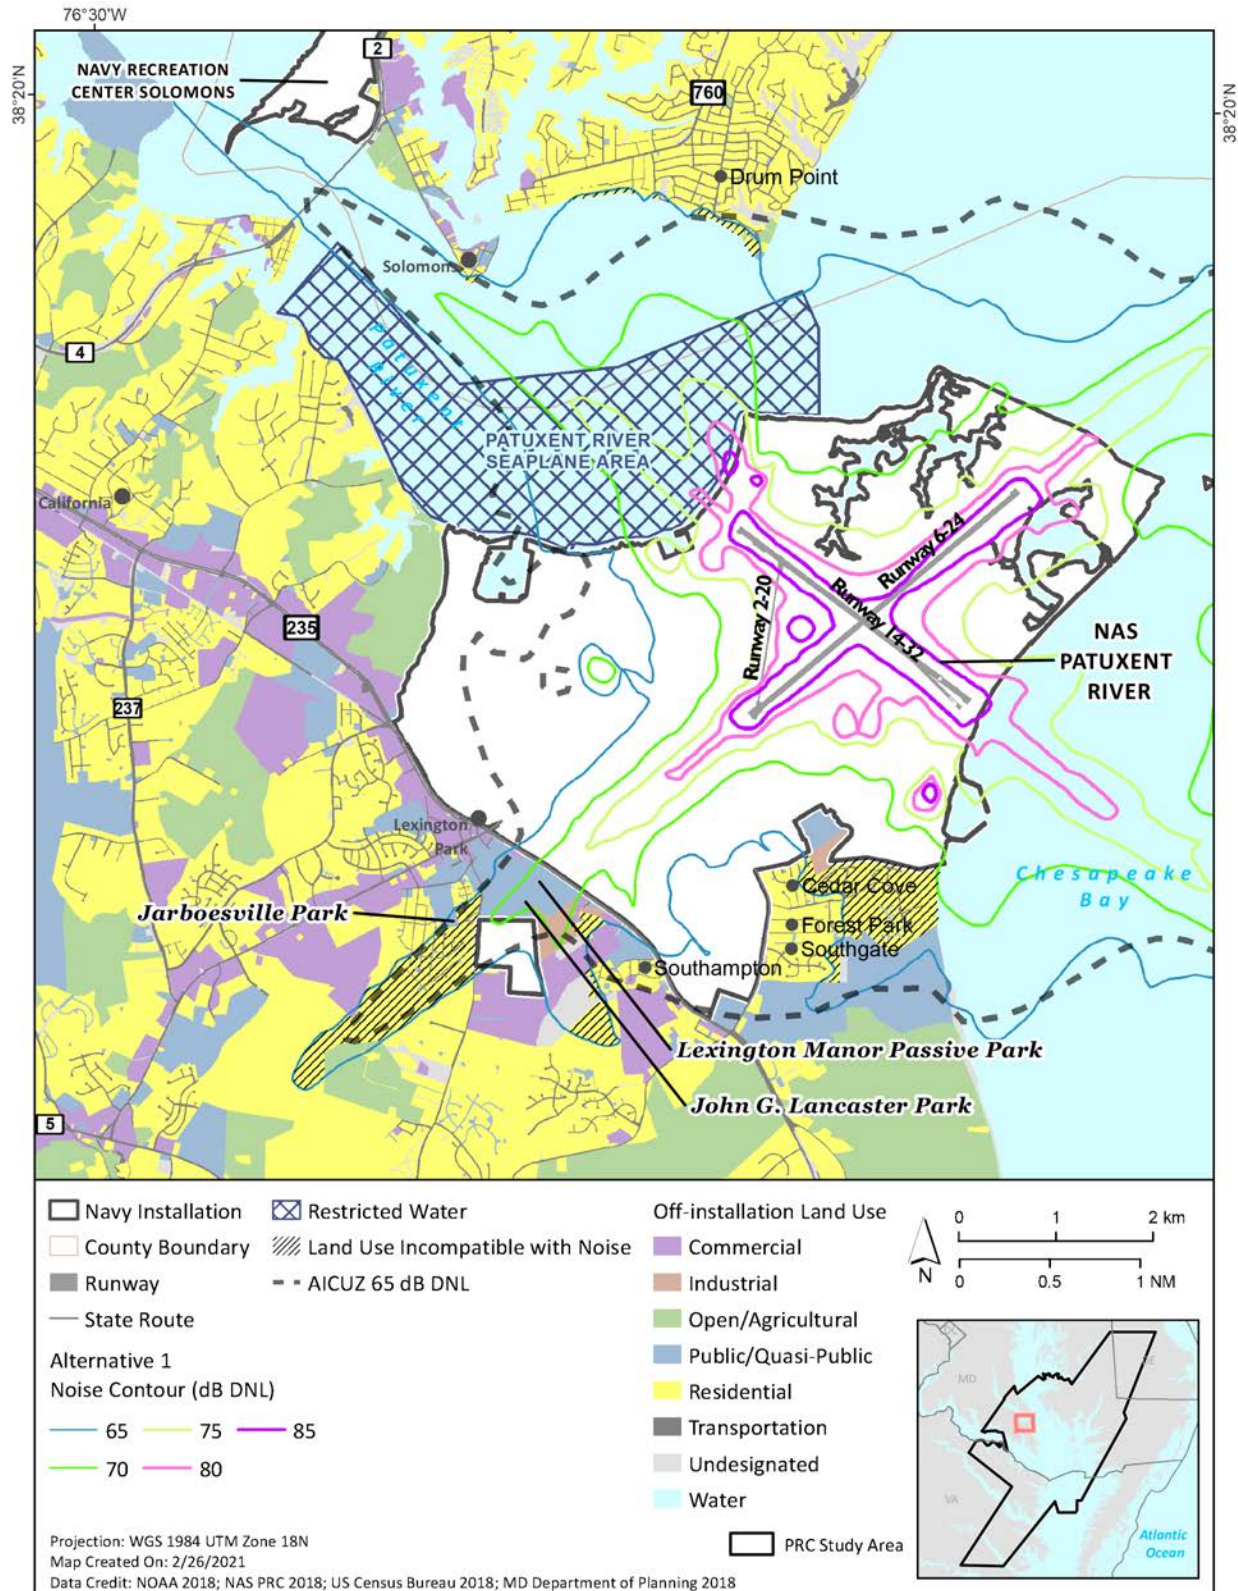 76°30'W
38°20'N
38°20'N
2
NAVY RECREATION
CENTER SOLOMONS
760
Drum Point
Solomons
4
Patuxent
River
PATUXENT RIVER
SEAPLANE AREA
California
Runway 6-24
Runway 2-20
Runway 14-32
235
NAS
PATUXENT
RIVER
237
Lexington
Park
Chesapeake
Bay
Cedar Cove
Jarboesville Park
Forest Park
Southgate
Southampton
Lexington Manor Passive Park
John G. Lancaster Park
5
Navy Installation
County Boundary
Runway
State Route
Restricted Water
Land Use Incompatible with Noise
AICUZ 65 dB DNL
Alternative 1
Noise Contour (dB DNL)
65 75 85
70 80
Off-installation Land Use
Commercial
Industrial
Open/Agricultural
Public/Quasi-Public
Residential
Transportation
Undesignated
Water
PRC Study Area
N
0 1 2 km
0 0.5 1 NM
DC
MD
DE
VA
Atlantic
Ocean
Projection: WGS 1984 UTM Zone 18N
Map Created On: 2/26/2021
Data Credit: NOAA 2018; NAS PRC 2018; US Census Bureau 2018; MD Department of Planning 2018